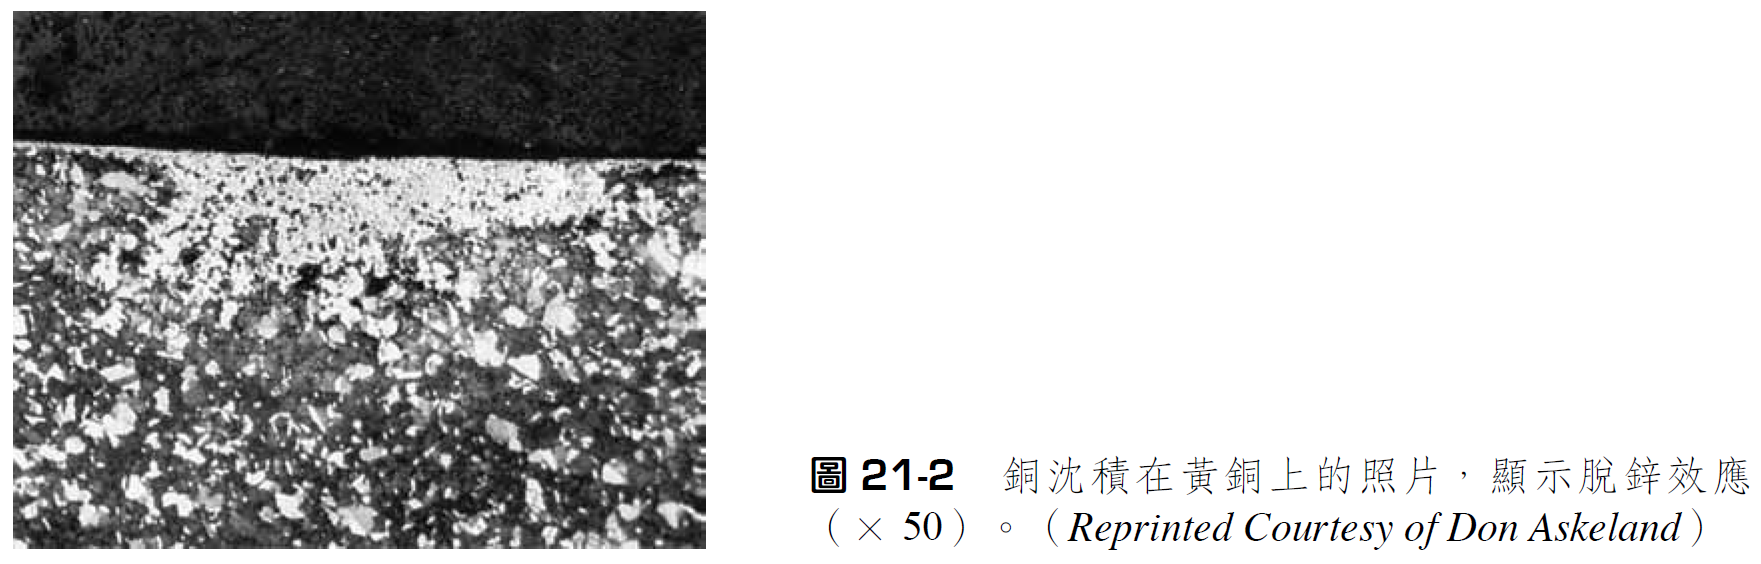 圖 21-2 銅沈積在黃銅上的照片，顯示脫鋅效應
（× 50）。（Reprinted Courtesy of Don Askeland）